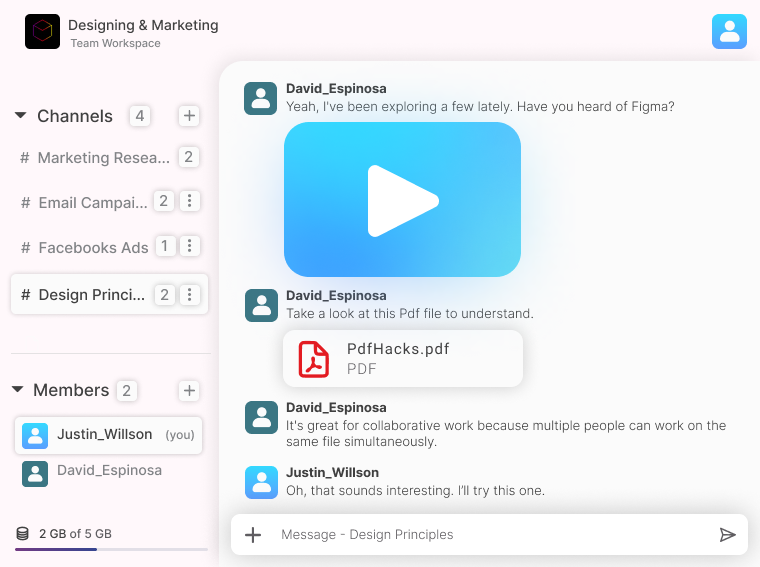 Designing & Marketing
Team Workspace
Channels 4 +
# Marketing Resea... 2
# Email Campai... 2
# Facebooks Ads 1
# Design Princi... 2
Members 2 +
Justin_Willson (you)
David_Espinosa
2 GB of 5 GB
David_Espinosa
Yeah, I've been exploring a few lately. Have you heard of Figma?
David_Espinosa
Take a look at this Pdf file to understand.
PdfHacks.pdf
PDF
David_Espinosa
It's great for collaborative work because multiple people can work on the
same file simultaneously.
Justin_Willson
Oh, that sounds interesting. I'll try this one.
Message - Design Principles